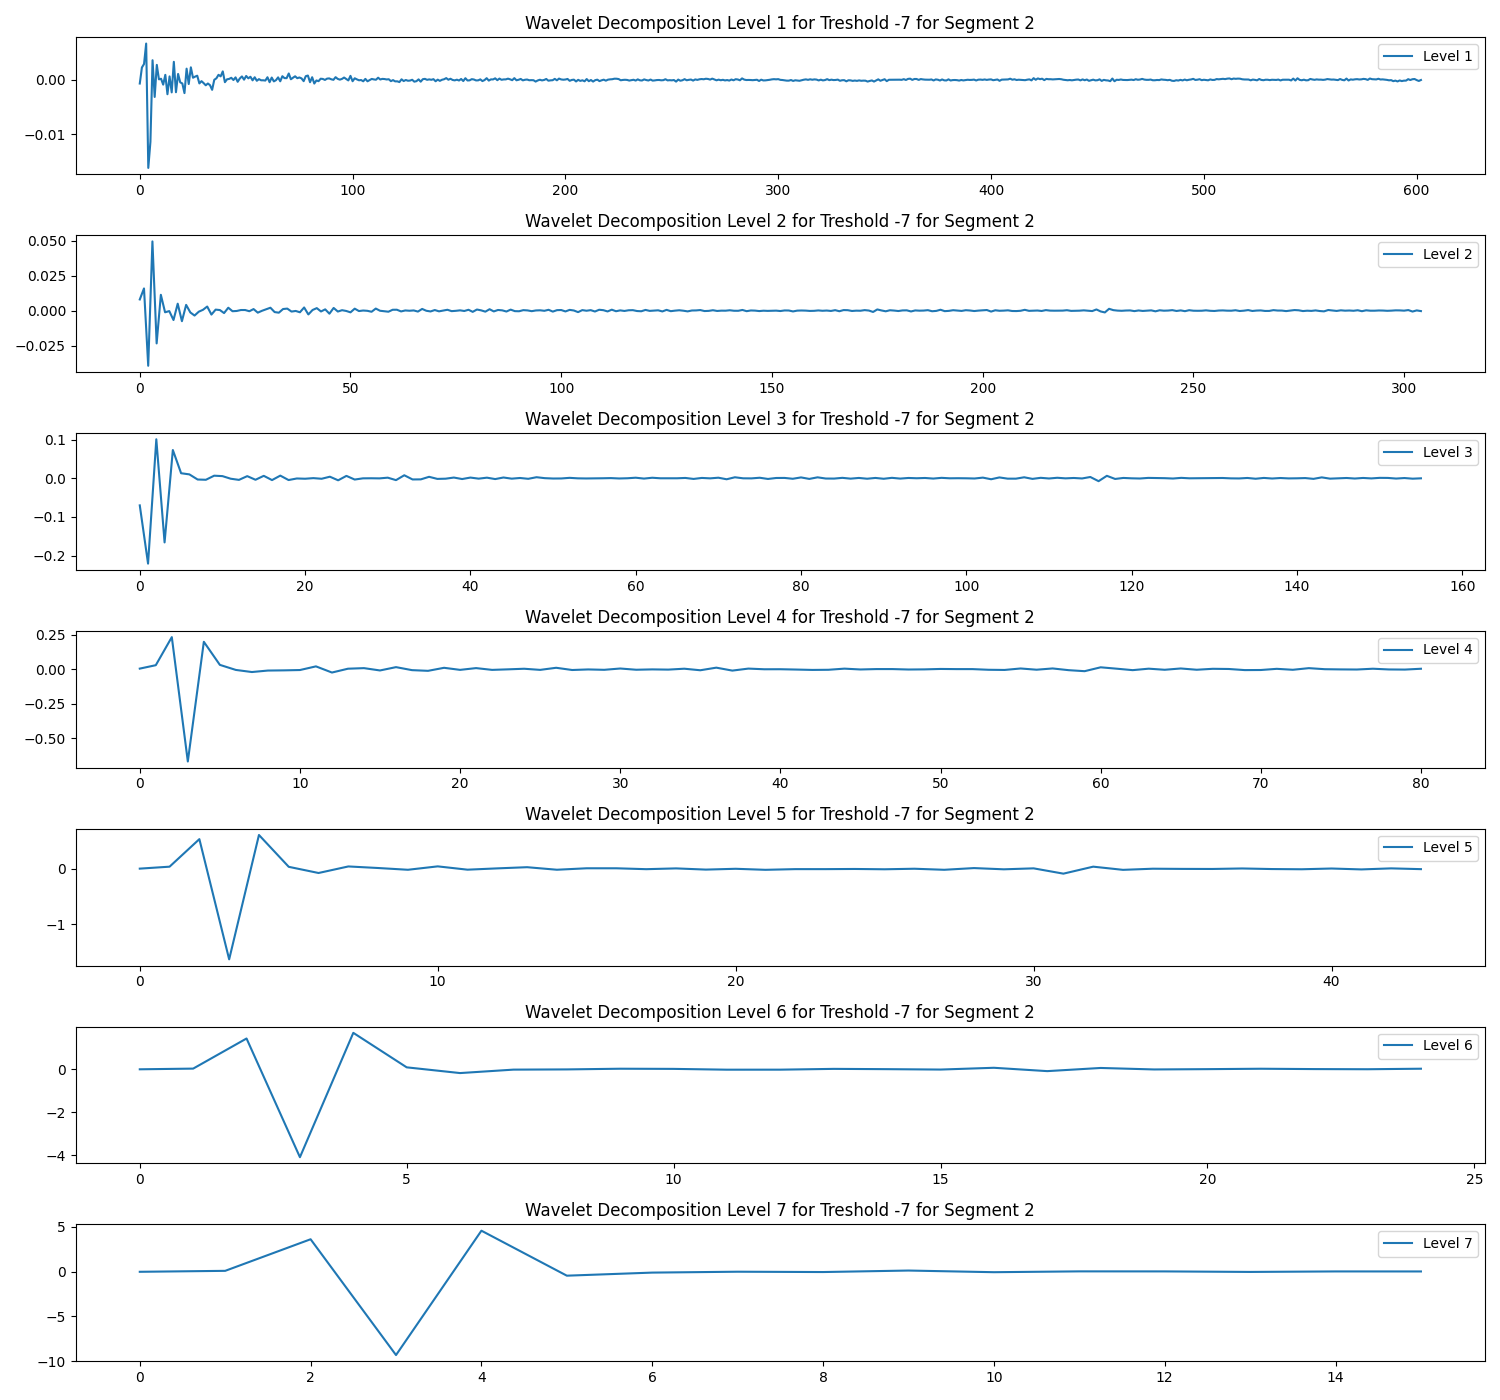 Wavelet Decomposition Level 1 for Treshold -7 for Segment 2
Level 1
0.00
−0.01
0 100 200 300 400 500 600
Wavelet Decomposition Level 2 for Treshold -7 for Segment 2
Level 2
0.050
0.025
0.000
−0.025
0 50 100 150 200 250 300
Wavelet Decomposition Level 3 for Treshold -7 for Segment 2
Level 3
0.1
0.0
−0.1
−0.2
0 20 40 60 80 100 120 140 160
Wavelet Decomposition Level 4 for Treshold -7 for Segment 2
Level 4
0.25
0.00
−0.25
−0.50
0 10 20 30 40 50 60 70 80
Wavelet Decomposition Level 5 for Treshold -7 for Segment 2
Level 5
0
−1
0 10 20 30 40
Wavelet Decomposition Level 6 for Treshold -7 for Segment 2
Level 6
0
−2
−4
0 5 10 15 20 25
Wavelet Decomposition Level 7 for Treshold -7 for Segment 2
Level 7
5
0
−5
−10
0 2 4 6 8 10 12 14